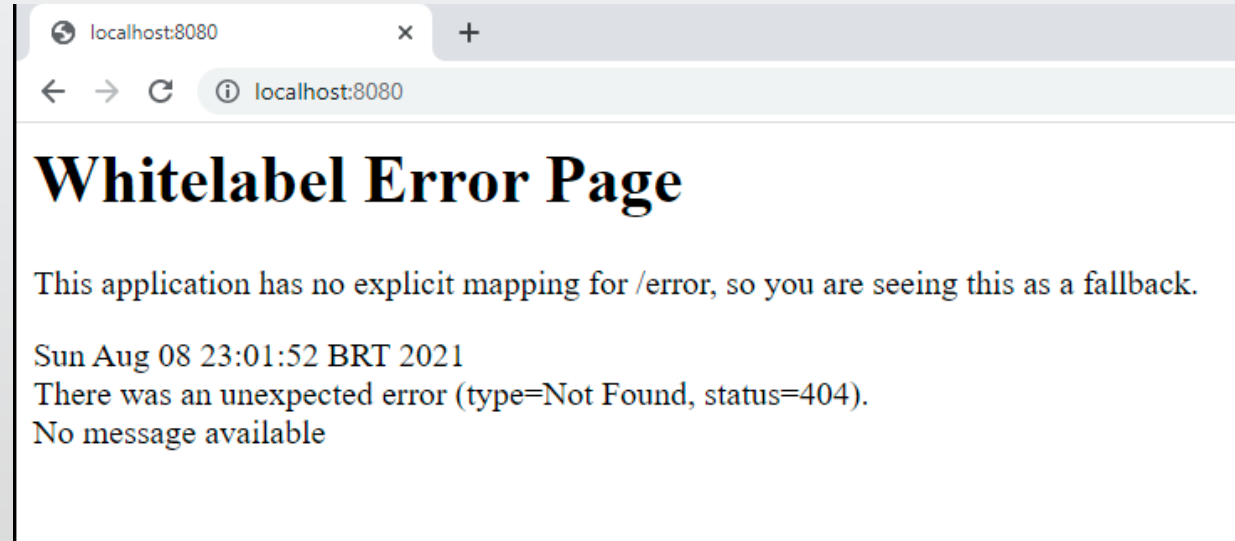 localhost:8080
localhost:8080
Whitelabel Error Page
This application has no explicit mapping for /error, so you are seeing this as a fallback.
Sun Aug 08 23:01:52 BRT 2021
There was an unexpected error (type=Not Found, status=404).
No message available